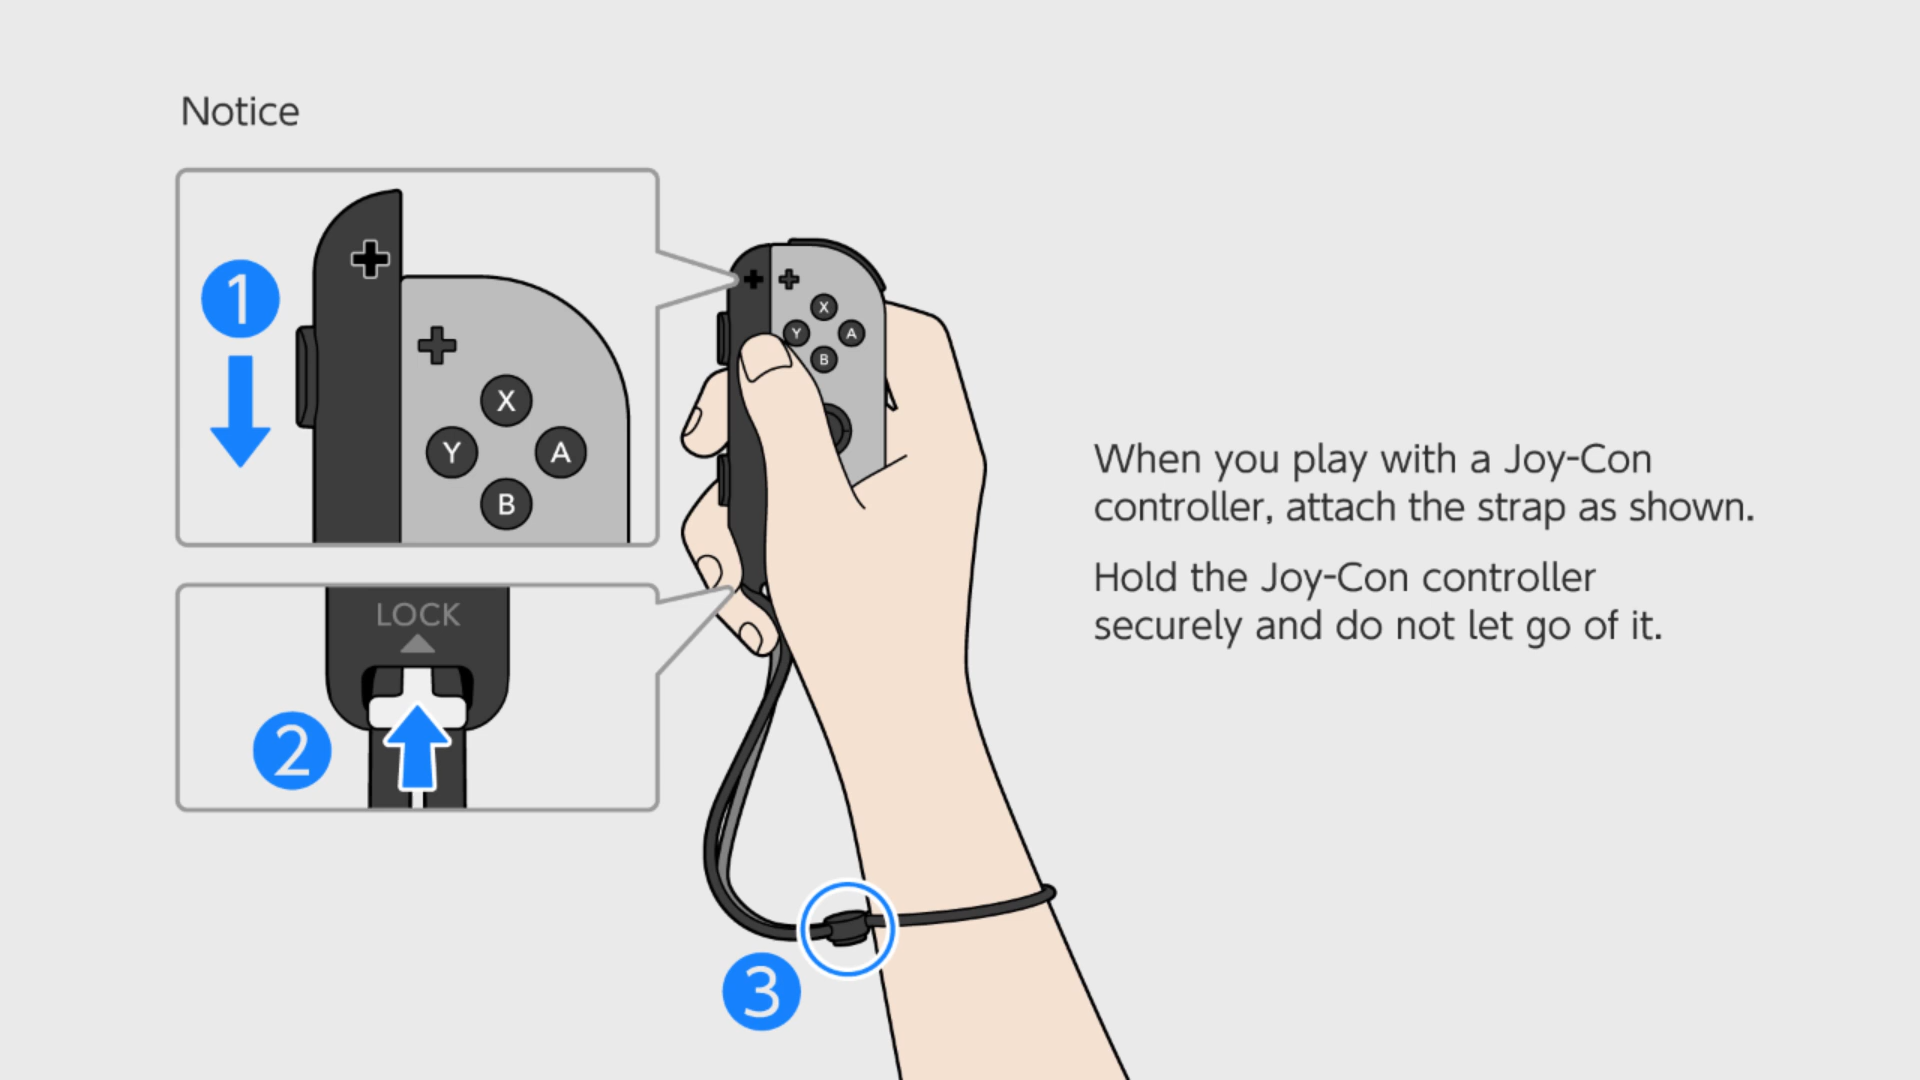 Notice
1
X
Y
A
B
X
Y
A
B
LOCK
2
3
When you play with a Joy-Con
controller, attach the strap as shown.
Hold the Joy-Con controller
securely and do not let go of it.